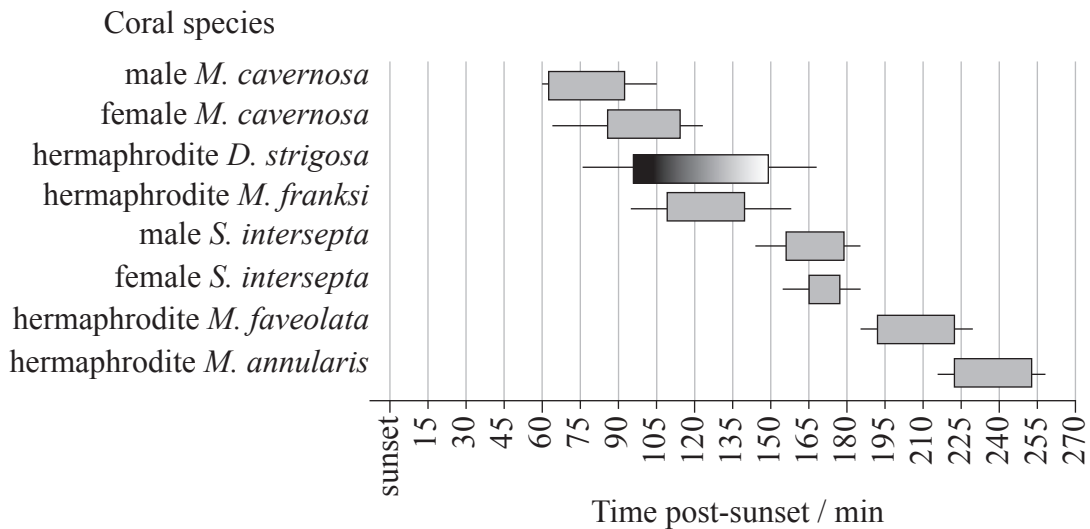 Coral species
male M. cavernosa
female M. cavernosa
hermaphrodite D. strigosa
hermaphrodite M. franksi
male S. intersepta
female S. intersepta
hermaphrodite M. faveolata
hermaphrodite M. annularis
sunset 15 30 45 60 75 90 105 120 135 150 165 180 195 210 225 240 255 270
Time post-sunset / min